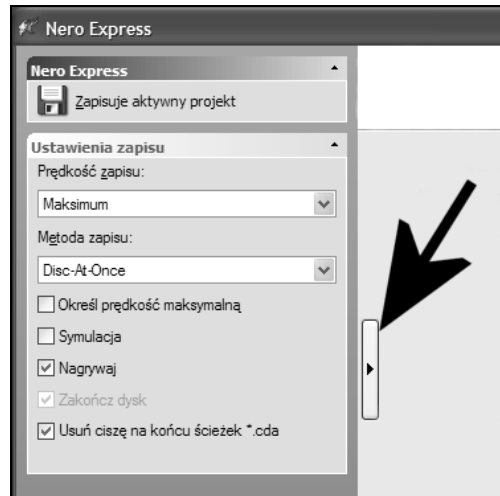 Nero Express
Nero Express
Zapisuje aktywny projekt
Ustawienia zapisu
Prędkość zapisu:
Maksimum
Metoda zapisu:
Disc-At-Once
Określ prędkość maksymalną
Symulacja
Nagrywaj
Zakończ dysk
Usuń ciszę na końcu ścieżek *.cda